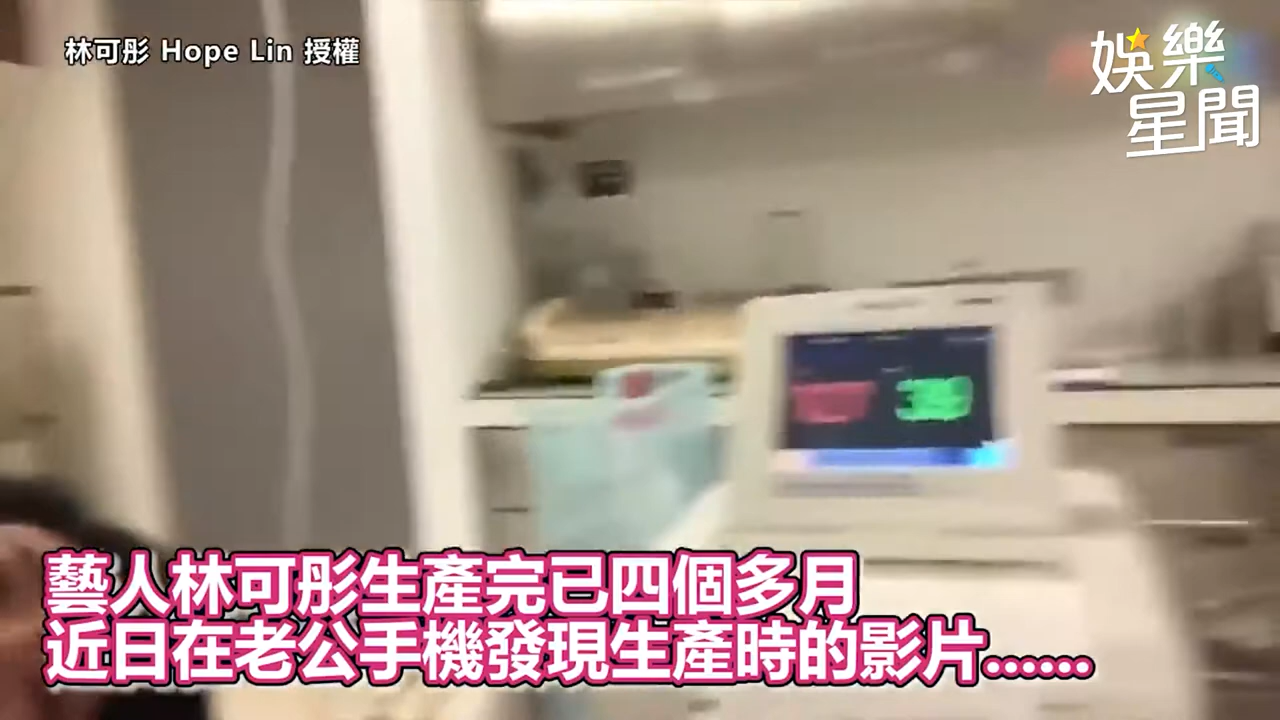 林可彤 Hope Lin 授權
娛樂
星聞
藝人林可彤生產完已四個多月
近日在老公手機發現生產時的影片......